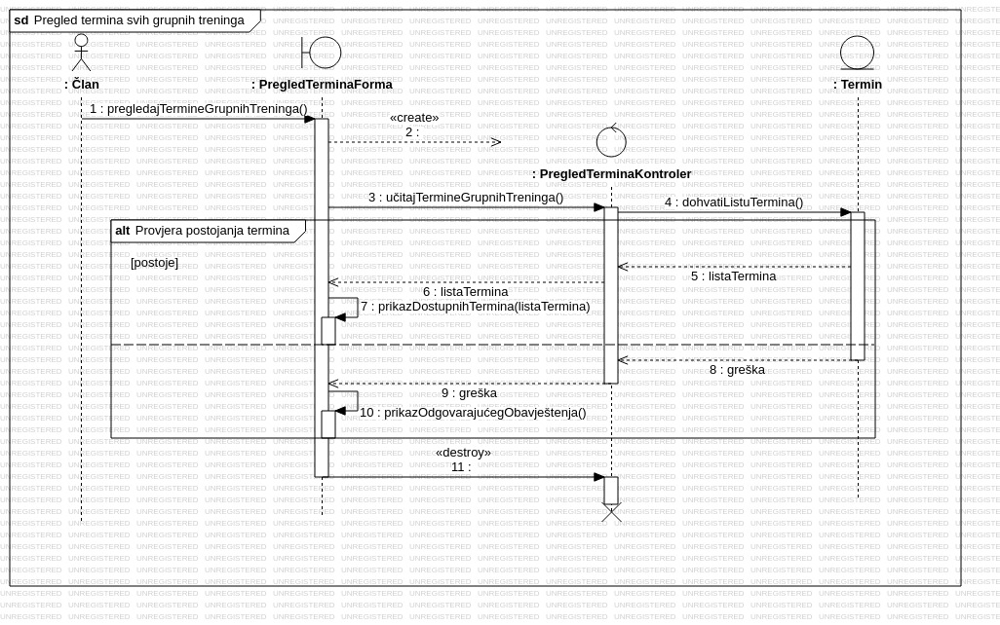 sd Pregled termina svih grupnih treninga
: Član
: PregledTerminaForma
: Termin
1 : pregledajTermineGrupnihTreninga()
«create»
2 :
: PregledTerminaKontroler
3 : učitajTermineGrupnihTreninga()
4 : dohvatiListuTermina()
alt Provjera postojanja termina
[postoje]
5 : listaTermina
6 : listaTermina
7 : prikazDostupnihTermina(listaTermina)
8 : greška
9 : greška
10 : prikazOdgovarajućegObavještenja()
«destroy»
11 :
UNREGISTERED